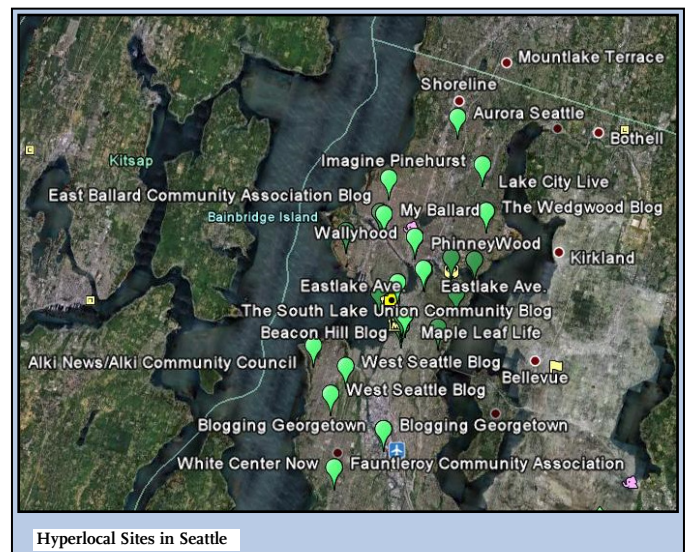 Mountlake Terrace
Shoreline
Aurora Seattle
Bothell
Kitsap
Imagine Pinehurst
Lake City Live
East Ballard Community Association Blog
Bainbridge Island
My Ballard
The Wedgwood Blog
Wallyhood
PhinneyWood
Kirkland
Eastlake Ave.
Eastlake Ave.
The South Lake Union Community Blog
Beacon Hill Blog
Maple Leaf Life
Alki News/Alki Community Council
West Seattle Blog
Bellevue
West Seattle Blog
Blogging Georgetown
Blogging Georgetown
White Center Now
Fauntleroy Community Association
Hyperlocal Sites in Seattle